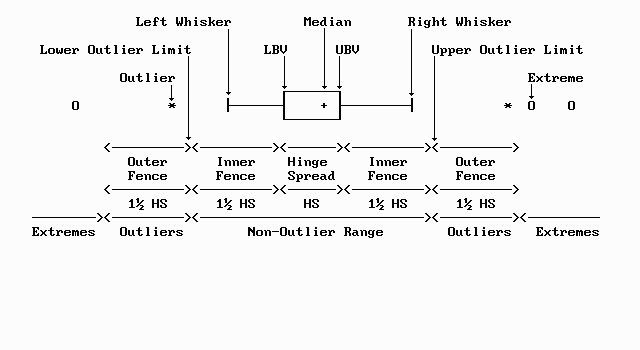 Left Whisker Median Right Whisker
Lower Outlier Limit LBV UBV Upper Outlier Limit
Outlier Extreme
O * + * O O
Outer Inner Hinge Inner Outer
Fence Fence Spread Fence Fence
1½ HS 1½ HS HS 1½ HS 1½ HS
Extremes Outliers Non-Outlier Range Outliers Extremes